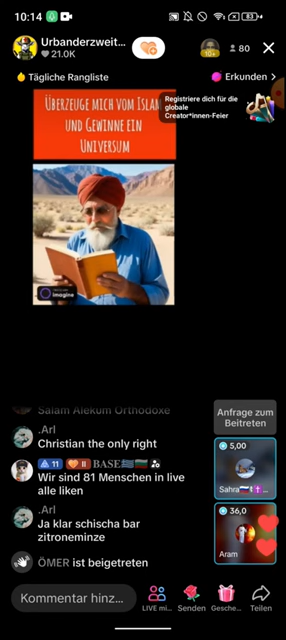 10:14
83
Urbanderzweit...
21.0K
10+
80
Tägliche Rangliste
Erkunden >
Registriere dich für die
globale
Creator*innen-Feier
ÜBERZEUGE MICH VOM ISLAM
UND GEWINNE EIN
UNIVERSUM
imagine
Salam Alekum Orthodoxe
.Arl
Christian the only right
11 II BASE
Wir sind 81 Menschen in live
alle liken
.Arl
Ja klar schischa bar
zitroneminze
ÖMER ist beigetreten
Anfrage zum
Beitreten
5,00
Sahra
36,0
Aram
Kommentar hinz...
LIVE mi...
Senden
Gesche...
Teilen